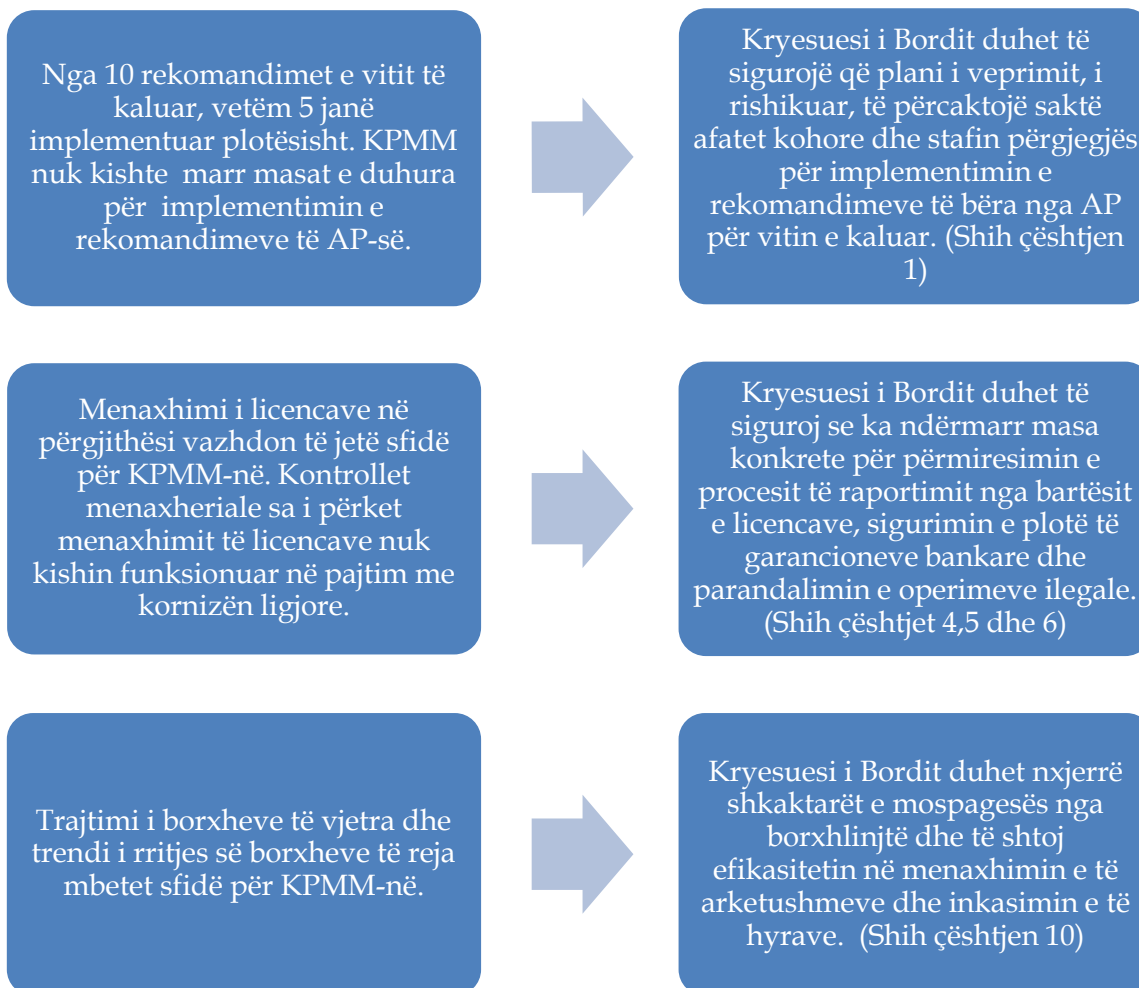 Nga 10 rekomandimet e vitit të
kaluar, vetëm 5 janë
implementuar plotësisht. KPMM
nuk kishte marr masat e duhura
për implementimin e
rekomandimeve të AP-së.
Kryesuesi i Bordit duhet të
sigurojë që plani i veprimit, i
rishikuar, të përcaktojë saktë
afatet kohore dhe stafin përgjegjës
për implementimin e
rekomandimeve të bëra nga AP
për vitin e kaluar. (Shih çështjen
1)
Menaxhimi i licencave në
përgjithësi vazhdon të jetë sfidë
për KPMM-në. Kontrollet
menaxheriale sa i përket
menaxhimit të licencave nuk
kishin funksionuar në pajtim me
kornizën ligjore.
Kryesuesi i Bordit duhet të
siguroj se ka ndërmarr masa
konkrete për përmiresimin e
procesit të raportimit nga bartësit
e licencave, sigurimin e plotë të
garancioneve bankare dhe
parandalimin e operimeve ilegale.
(Shih çështjet 4,5 dhe 6)
Trajtimi i borxheve të vjetra dhe
trendi i rritjes së borxheve të reja
mbetet sfidë për KPMM-në.
Kryesuesi i Bordit duhet nxjerrë
shkaktarët e mospagesës nga
borxhlinjtë dhe të shtoj
efikasitetin në menaxhimin e të
arketushmeve dhe inkasimin e të
hyrave. (Shih çështjen 10)